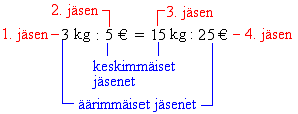 2. jäsen
3. jäsen
1. jäsen 3 kg : 5 € = 15 kg : 25 € 4. jäsen
keskimmäiset
jäsenet
äärimmäiset jäsenet